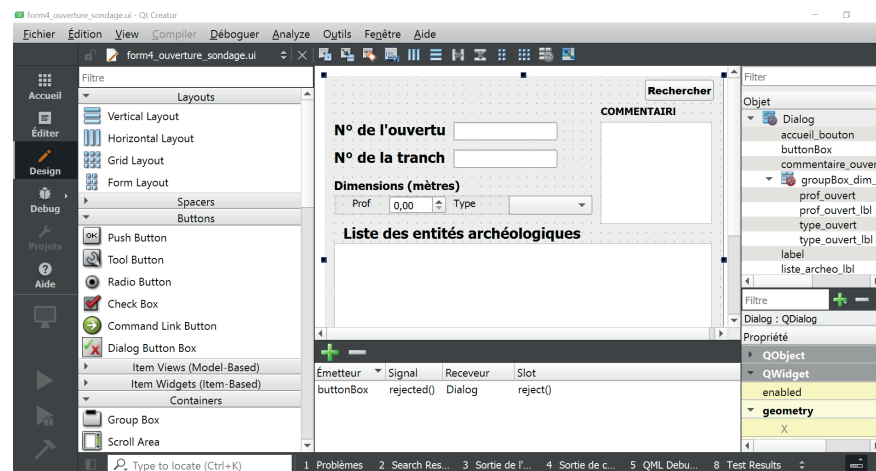 form4_ouverture_sondage.ui - Qt Creator
Fichier Édition View Compiler Déboguer Analyze Outils Fenêtre Aide
form4_ouverture_sondage.ui
Accueil
Éditer
Design
Debug
Projets
Aide
Filtre
Layouts
Vertical Layout
Horizontal Layout
Grid Layout
Form Layout
Spacers
Buttons
OK Push Button
Tool Button
Radio Button
Check Box
Command Link Button
Dialog Button Box
Item Views (Model-Based)
Item Widgets (Item-Based)
Containers
Group Box
Scroll Area
Rechercher
COMMENTAIRI
N° de l'ouvertu
N° de la tranch
Dimensions (mètres)
Prof 0,00 Type
Liste des entités archéologiques
Émetteur Signal Receveur Slot
buttonBox rejected() Dialog reject()
Filter
Objet
Dialog
accueil_bouton
buttonBox
commentaire_ouver
groupBox_dim_
prof_ouvert
prof_ouvert_lbl
type_ouvert
type_ouvert_lbl
label
liste_archeo_lbl
Filtre
Dialog : QDialog
Propriété
QObject
QWidget
enabled
geometry
X
Type to locate (Ctrl+K)
1 Problèmes 2 Search Res... 3 Sortie de l'... 4 Sortie de c... 5 QML Debu... 8 Test Results